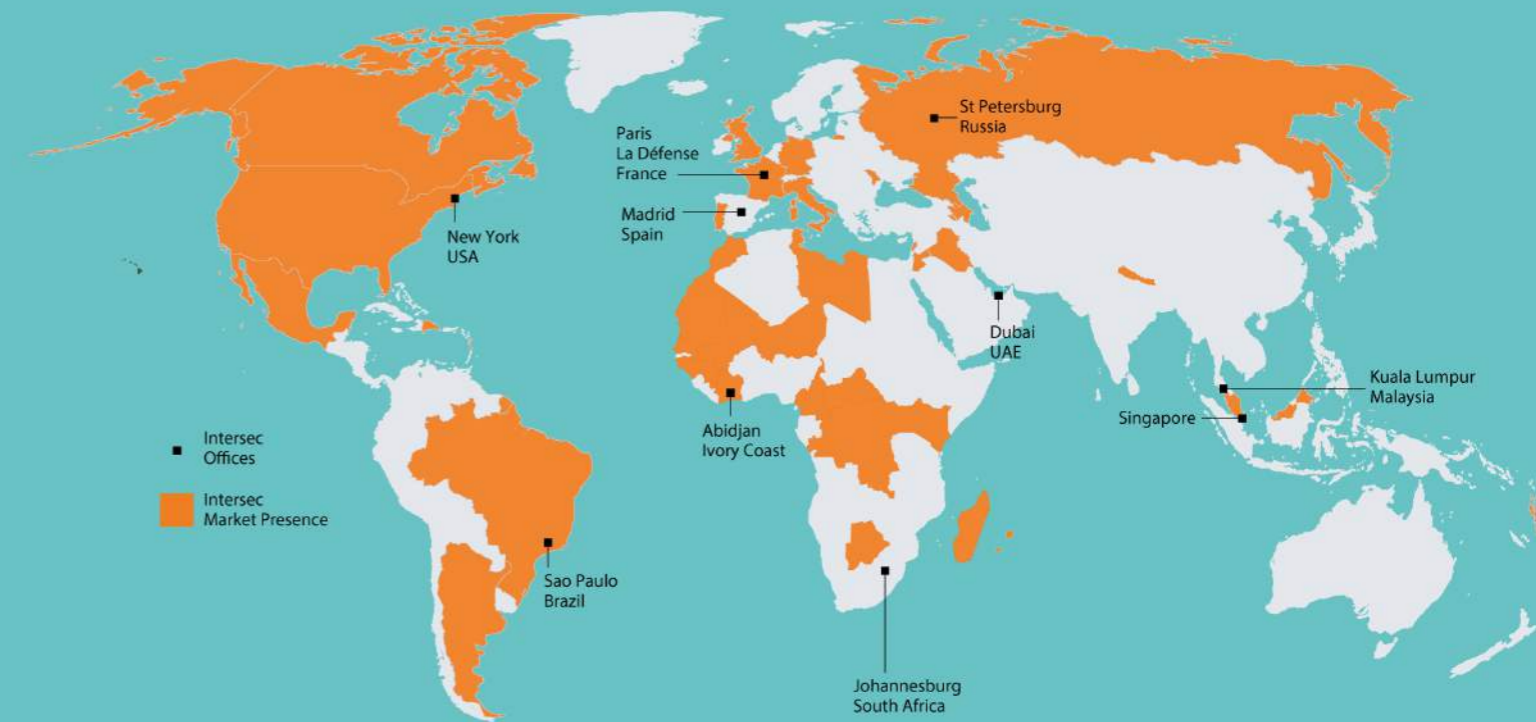 St Petersburg
Russia
Paris
La Défense
France
Madrid
Spain
New York
USA
Dubai
UAE
Kuala Lumpur
Malaysia
Singapore
Abidjan
Ivory Coast
Intersec
Offices
Intersec
Market Presence
Sao Paulo
Brazil
Johannesburg
South Africa